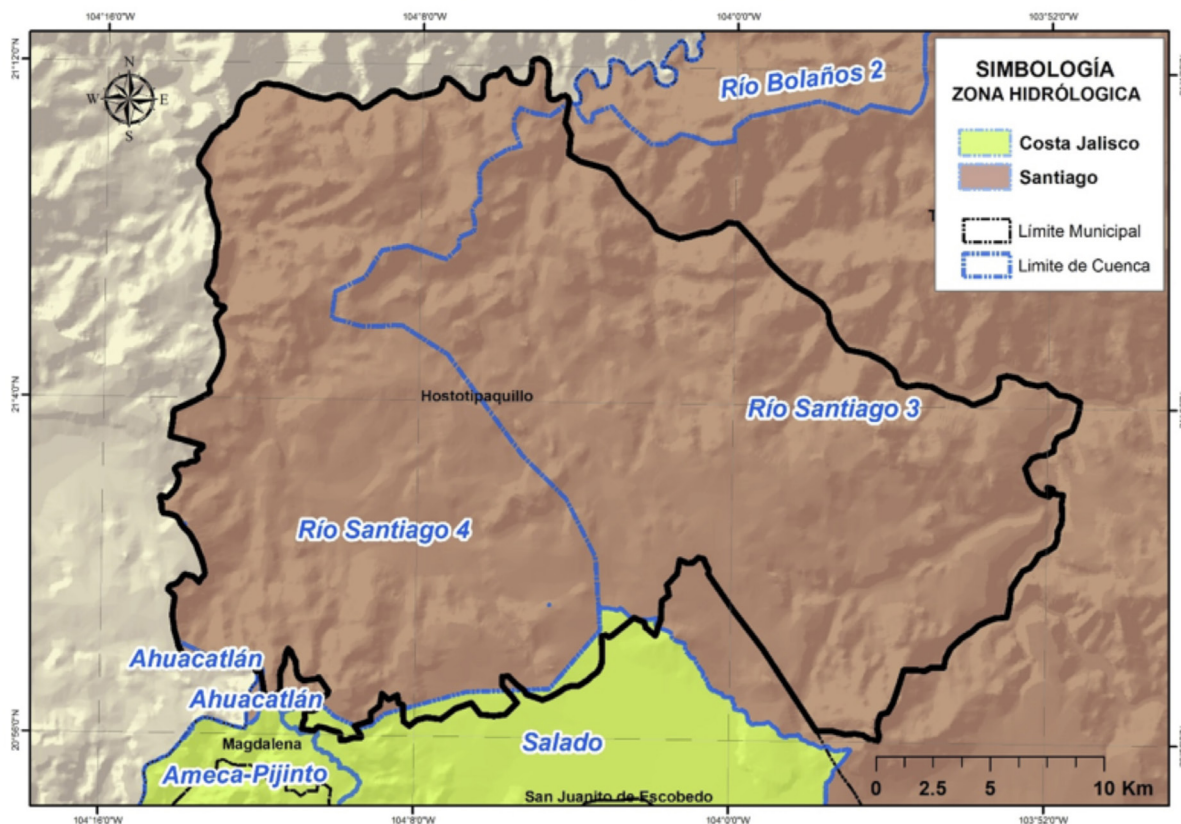 104°16'0"W 104°8'0"W 104°0'0"W 103°52'0"W
21°12'0"N
N
W E
S
Río Bolaños 2
SIMBOLOGÍA
ZONA HIDRÓLOGICA
Costa Jalisco
Santiago
Límite Municipal
Limite de Cuenca
T
21°4'0"N
Hostotipaquillo
Río Santiago 3
Río Santiago 4
Ahuacatlán
Ahuacatlán
20°56'0"N
Magdalena
Salado
Ameca-Pijinto
0 2.5 5 10 Km
San Juanito de Escobedo
104°16'0"W 104°8'0"W 104°0'0"W 103°52'0"W